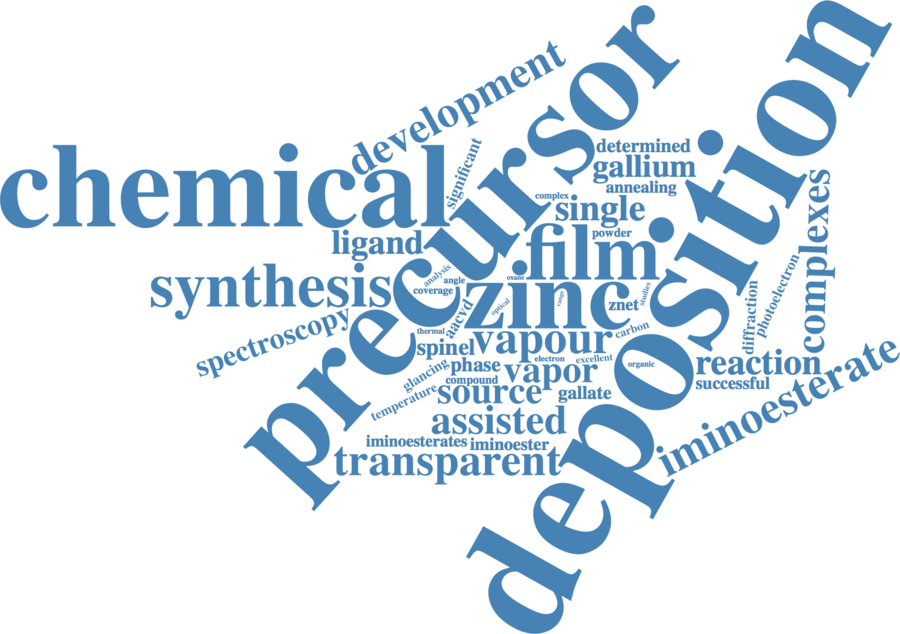 precursor
deposition
development
chemical
significant
determined
gallium
annealing
complex
single
powder
complexes
ligand
film
synthesis
analysis
angle
coverage
oxane
zinc
optical
range
znet
studies
photoelectron
diffraction
spectroscopy
aacvd
thermal
vapour
carbon
spinel
electron
excellent
organic
reaction
glancing
phase
vapor
compound
successful
temperature
source
gallate
iminoesterate
assisted
iminoesterates
iminoester
transparent